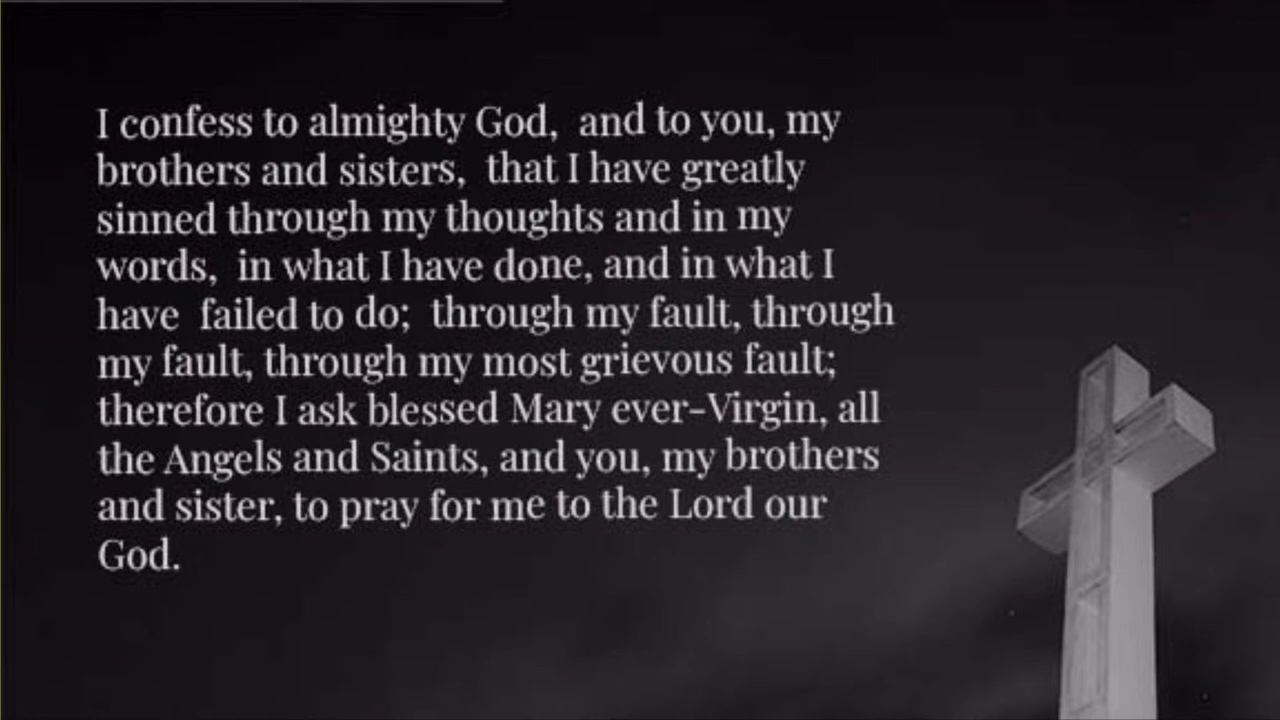 I confess to almighty God,  and to you, my
brothers and sisters,  that I have greatly
sinned through my thoughts and in my
words,  in what I have done, and in what I
have  failed to do;  through my fault, through
my fault, through my most grievous fault;
therefore I ask blessed Mary ever-Virgin, all
the Angels and Saints, and you, my brothers
and sister, to pray for me to the Lord our
God.